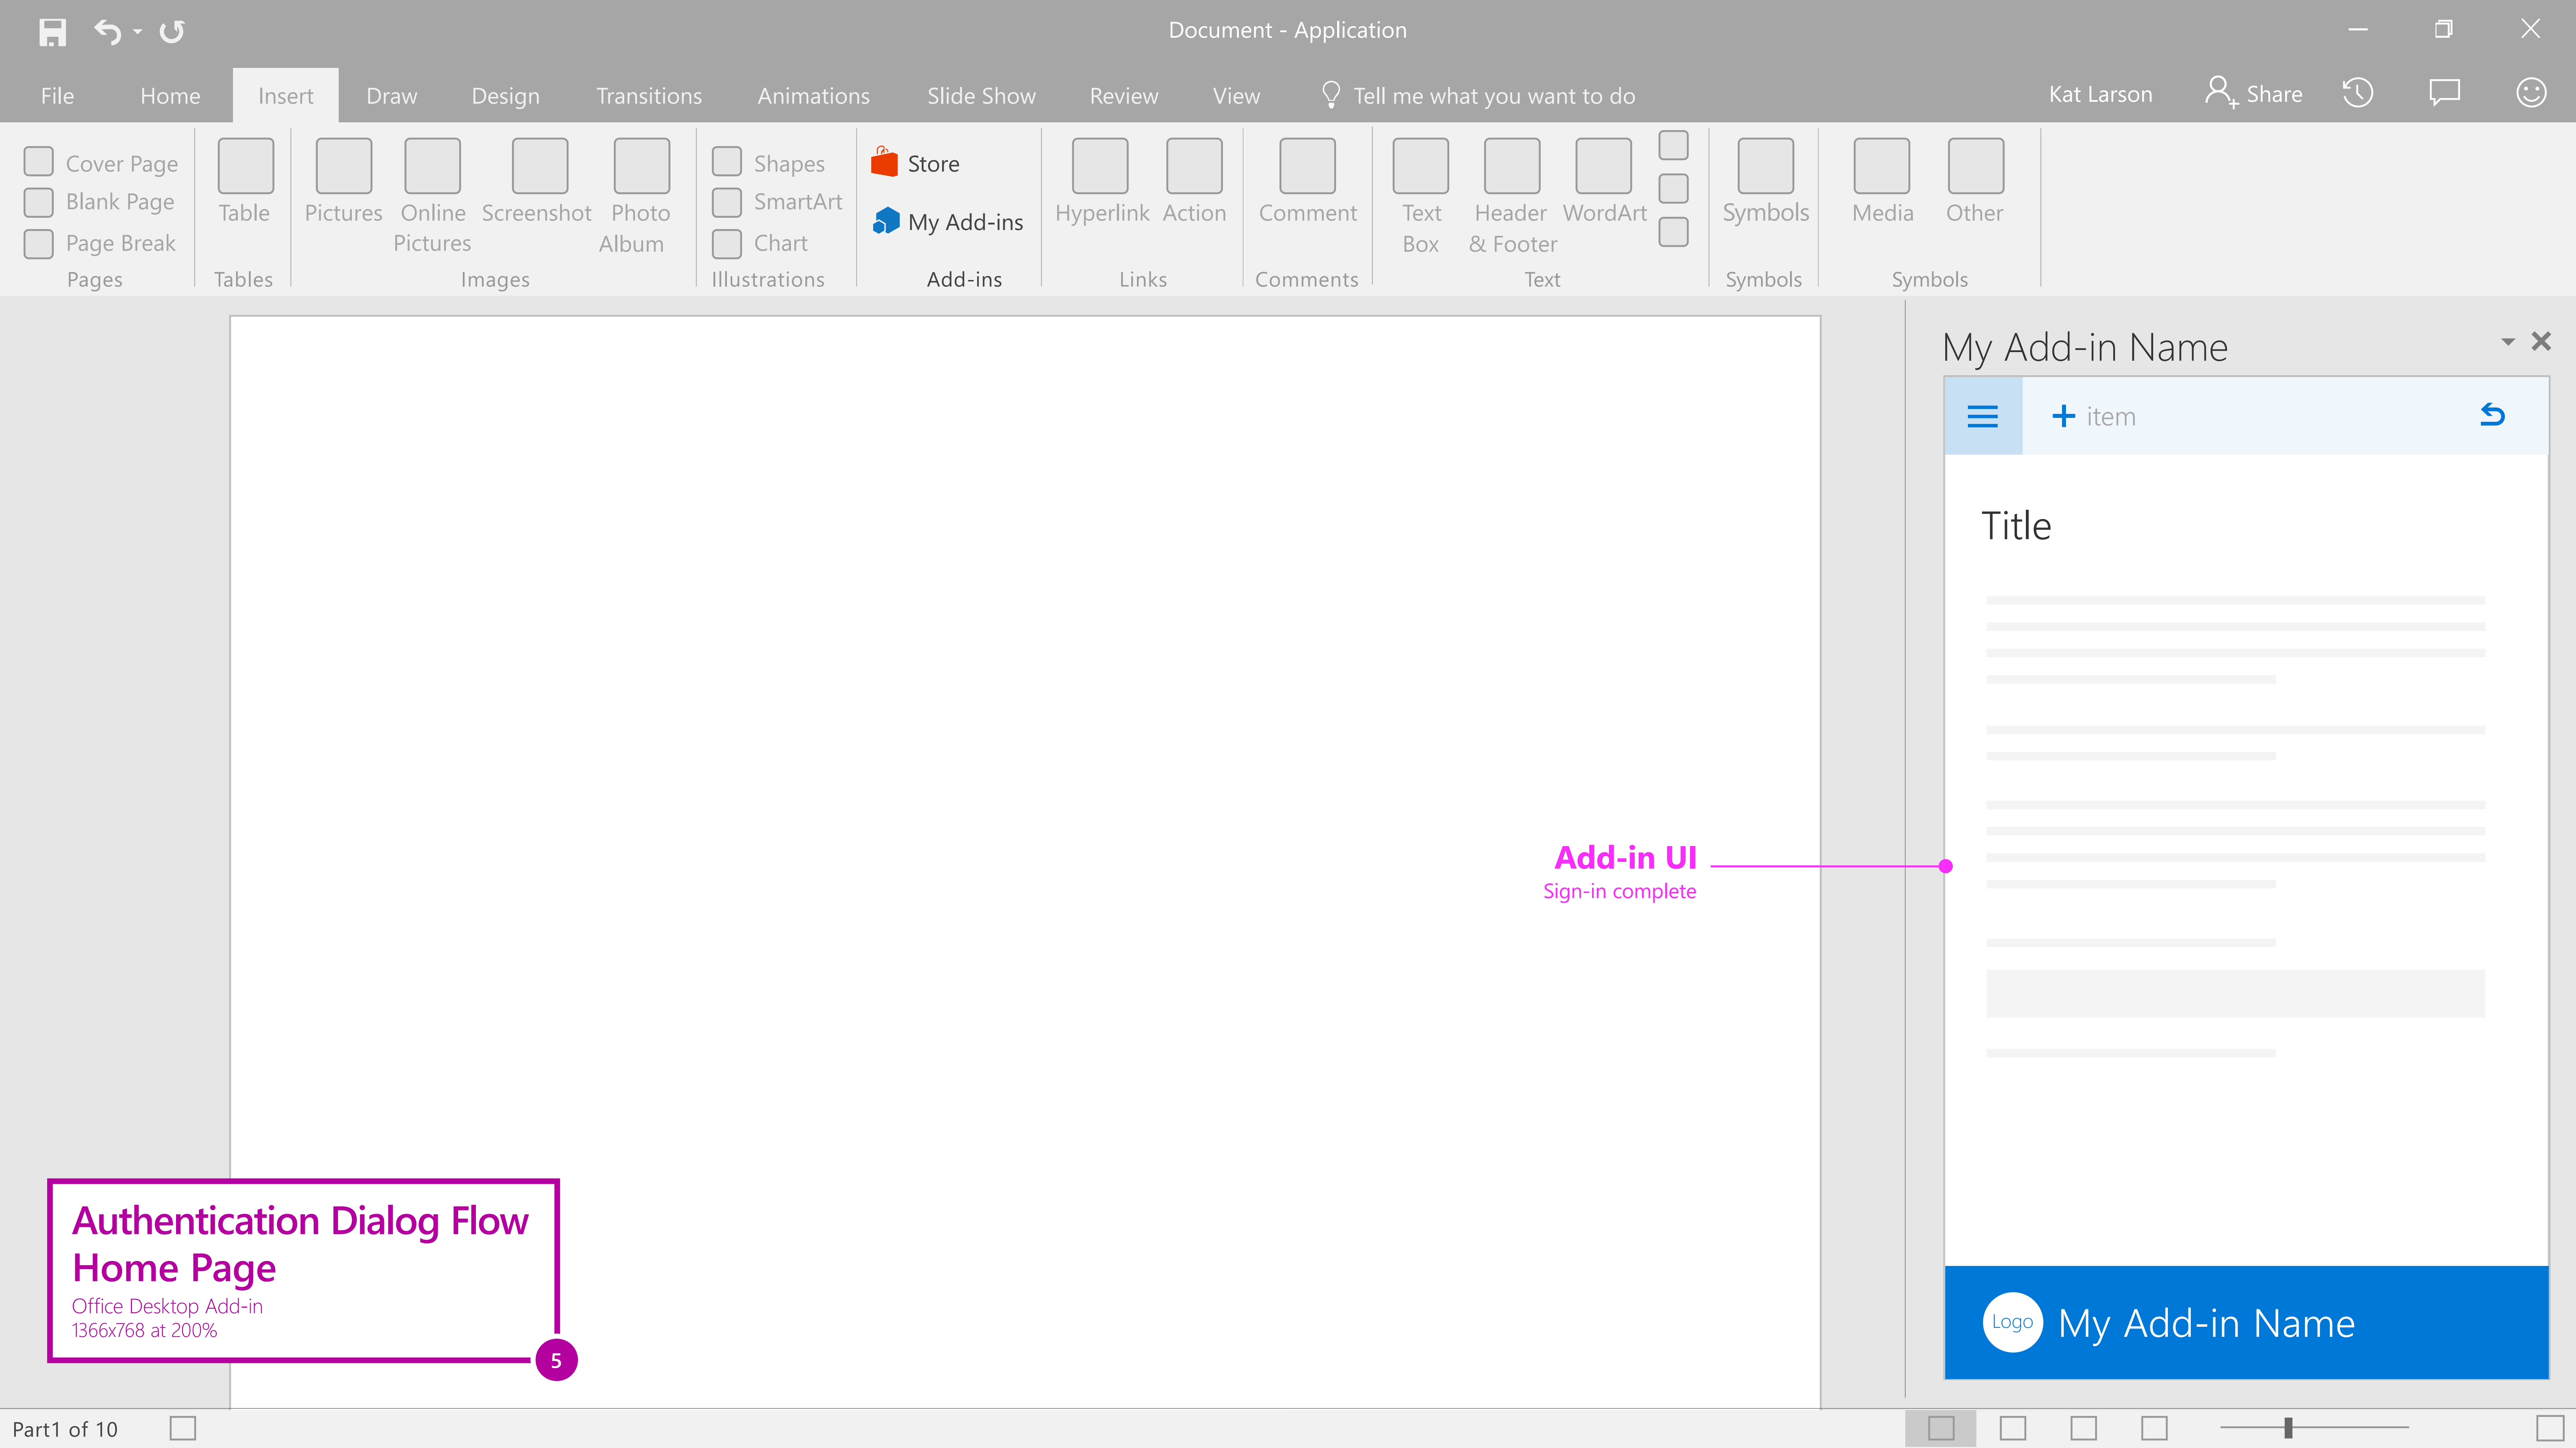 Document - Application
File Home Insert Draw Design Transitions Animations Slide Show Review View Tell me what you want to do Kat Larson Share
Cover Page
Blank Page
Page Break
Pages
Table
Tables
Pictures
Online
Pictures
Screenshot
Photo
Album
Images
Shapes
SmartArt
Chart
Illustrations
Store
My Add-ins
Add-ins
Hyperlink
Action
Links
Comment
Comments
Text
Box
Header
& Footer
WordArt
Text
Symbols
Symbols
Media
Other
Symbols
My Add-in Name
item
Title
Add-in UI
Sign-in complete
Authentication Dialog Flow
Home Page
Office Desktop Add-in
1366x768 at 200%
5
Logo
My Add-in Name
Part1 of 10